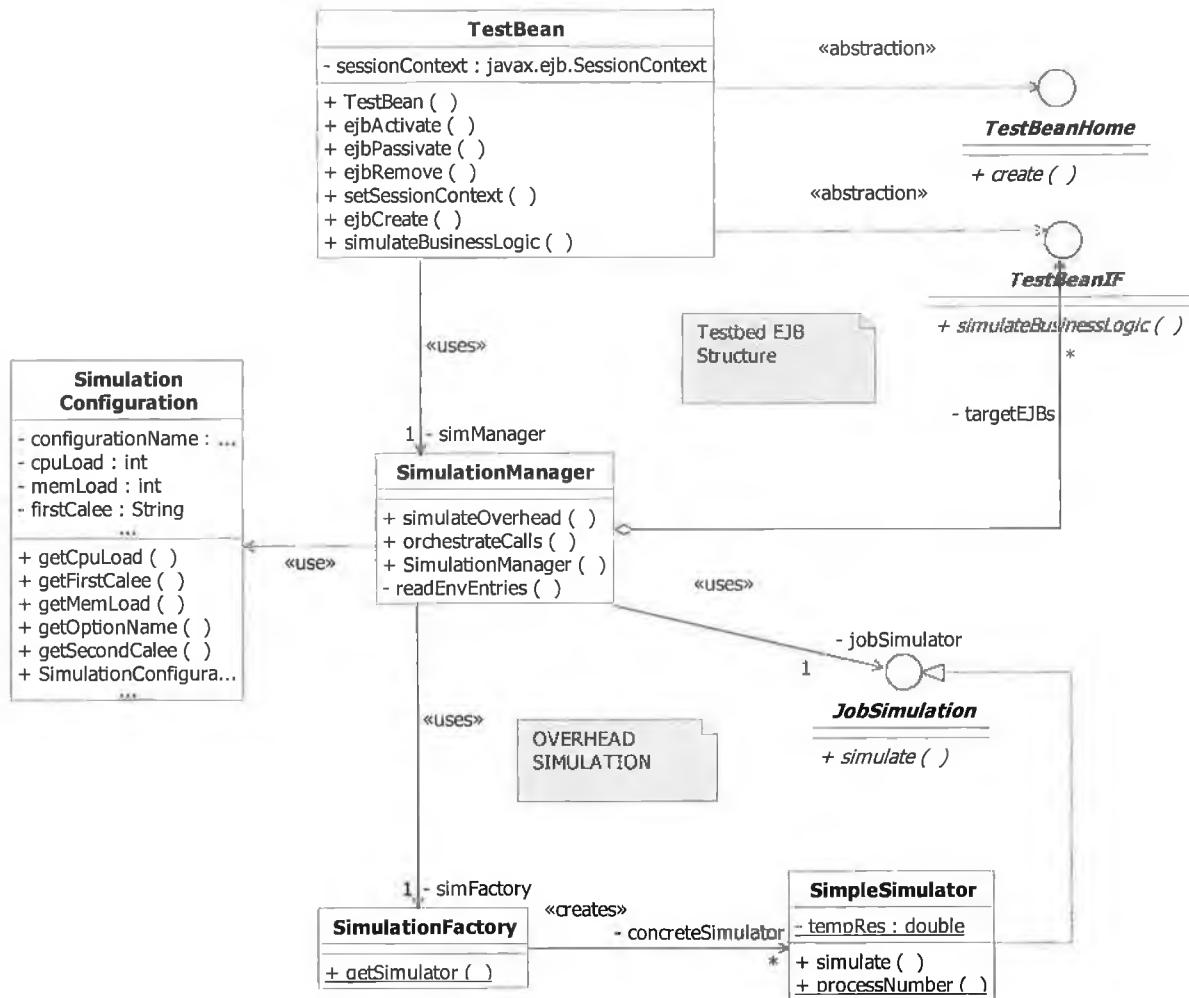 TestBean
- sessionContext : javax.ejb.SessionContext
+ TestBean ( )
+ ejbActivate ( )
+ ejbPassivate ( )
+ ejbRemove ( )
+ setSessionContext ( )
+ ejbCreate ( )
+ simulateBusinessLogic ( )
«abstraction»
TestBeanHome
+ create ( )
«abstraction»
TestBeanIF
+ simulateBusinessLogic ( )
*
- targetEJBs
Testbed EJB
Structure
«uses»
1 - simManager
Simulation
Configuration
- configurationName : ...
- cpuLoad : int
- memLoad : int
- firstCalee : String
...
+ getCpuLoad ( )
+ getFirstCalee ( )
+ getMemLoad ( )
+ getOptionName ( )
+ getSecondCalee ( )
+ SimulationConfigura...
...
«use»
SimulationManager
+ simulateOverhead ( )
+ orchestrateCalls ( )
+ SimulationManager ( )
- readEnvEntries ( )
«uses»
- jobSimulator
1
JobSimulation
+ simulate ( )
«uses»
OVERHEAD
SIMULATION
1 - simFactory
SimulationFactory
+ getSimulator ( )
«creates»
- concreteSimulator
*
SimpleSimulator
- tempRes : double
+ simulate ( )
+ processNumber ( )